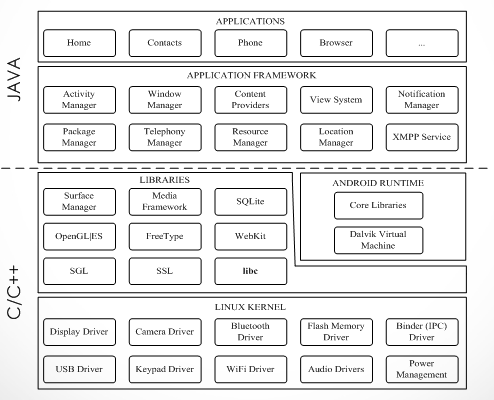 JAVA
APPLICATIONS
Home
Contacts
Phone
Browser
...
APPLICATION FRAMEWORK
Activity
Manager
Window
Manager
Content
Providers
View System
Notification
Manager
Package
Manager
Telephony
Manager
Resource
Manager
Location
Manager
XMPP Service
C/C++
LIBRARIES
Surface
Manager
Media
Framework
SQLite
OpenGL|ES
FreeType
WebKit
SGL
SSL
libc
ANDROID RUNTIME
Core Libraries
Dalvik Virtual
Machine
LINUX KERNEL
Display Driver
Camera Driver
Bluetooth
Driver
Flash Memory
Driver
Binder (IPC)
Driver
USB Driver
Keypad Driver
WiFi Driver
Audio Drivers
Power
Management